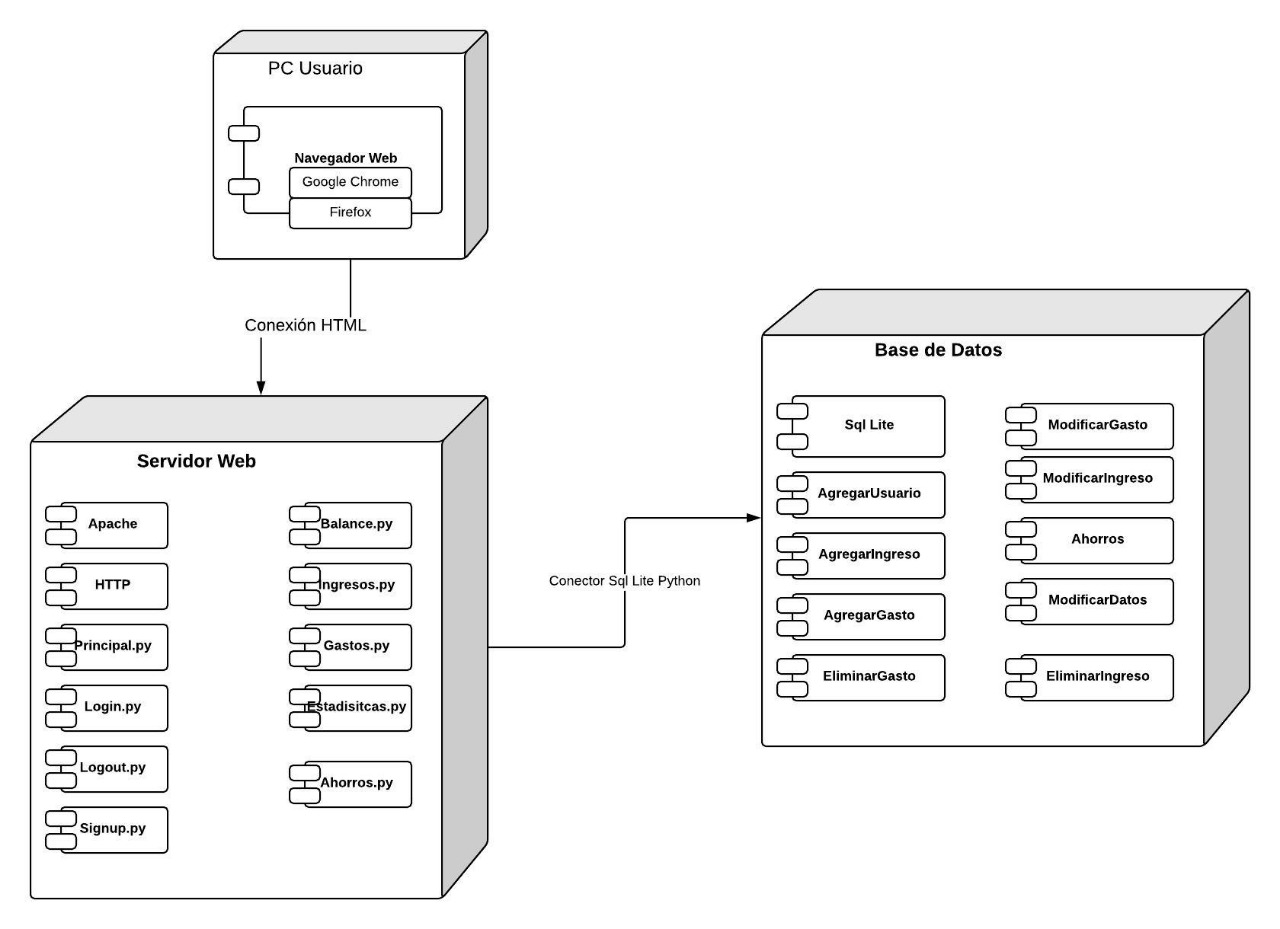 PC Usuario
Navegador Web
Google Chrome
Firefox
Conexión HTML
Servidor Web
Apache
HTTP
Principal.py
Login.py
Logout.py
Signup.py
Balance.py
Ingresos.py
Gastos.py
Estadisitcas.py
Ahorros.py
Conector Sql Lite Python
Base de Datos
Sql Lite
AgregarUsuario
AgregarIngreso
AgregarGasto
EliminarGasto
ModificarGasto
ModificarIngreso
Ahorros
ModificarDatos
EliminarIngreso